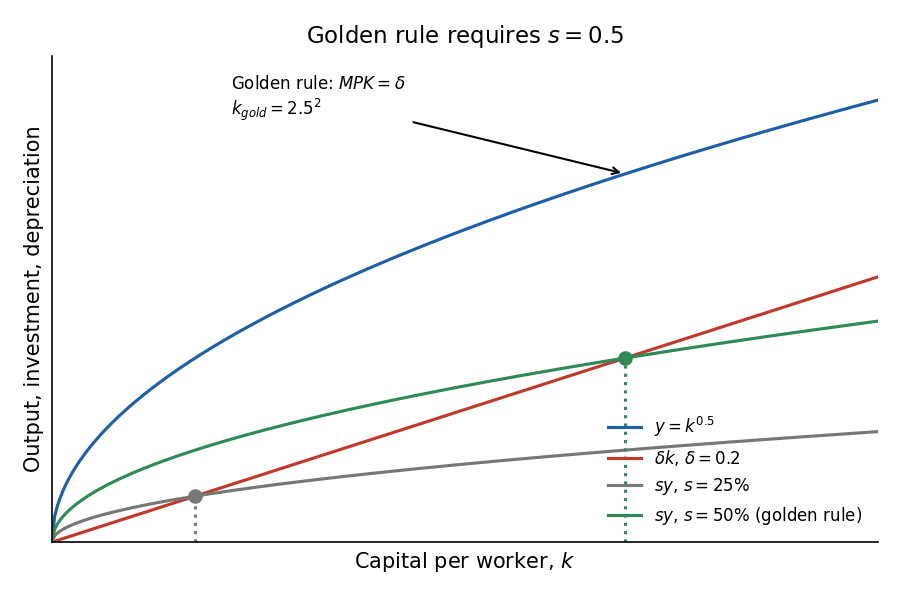 Golden rule requires s = 0.5
Golden rule: MPK = δ
k_gold = 2.5²
Output, investment, depreciation
y = k^0.5
δk, δ = 0.2
sy, s = 25%
sy, s = 50% (golden rule)
Capital per worker, k